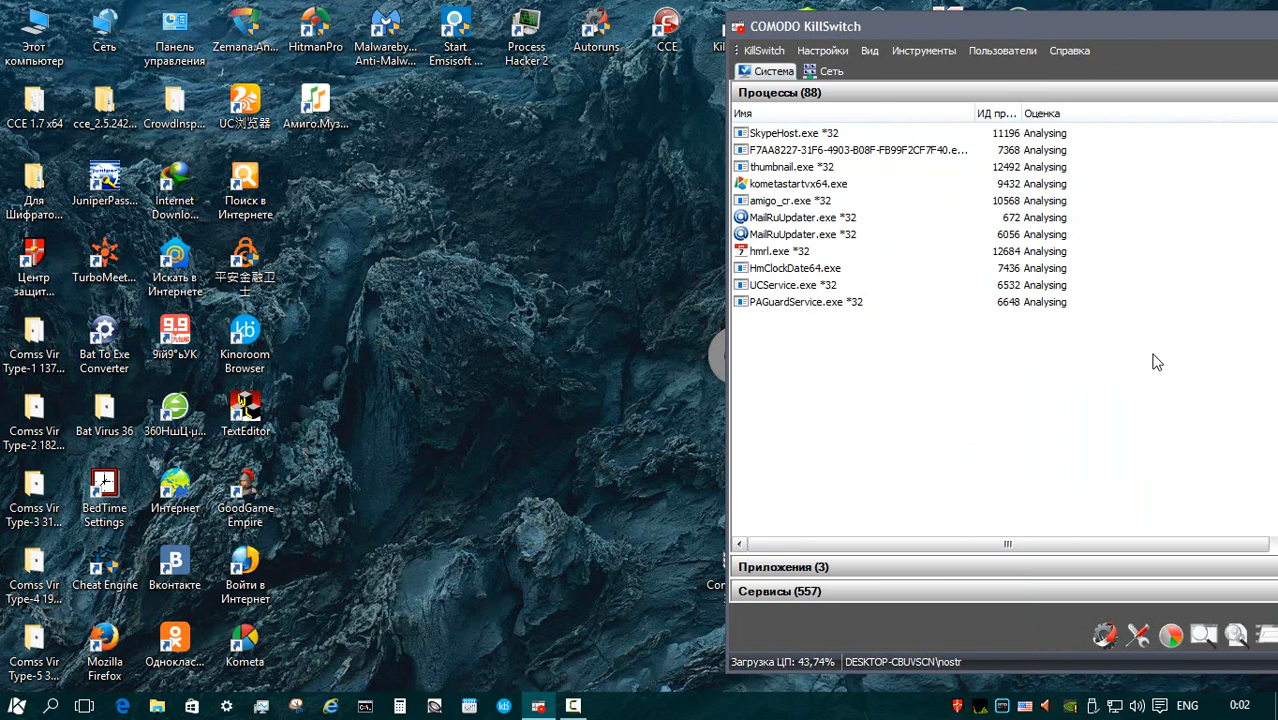 Этот
компьютер
Сеть
Панель
управления
Zemana.An...
HitmanPro
Malwareby...
Anti-Malw...
Start
Emsisoft ...
Process
Hacker 2
Autoruns
CCE
CCE 1.7 x64
cce_2.5.242...
CrowdInsp...
UC浏览器
Амиго.Муз...
Для
Шифрато...
JuniperPass...
Internet
Downlo...
Поиск в
Интернете
Центр
защит...
TurboMeet...
Искать в
Интернете
平安金融卫
士
Comss Vir
Type-1 137...
Bat To Exe
Converter
9ій9°ьУК
Kinoroom
Browser
Comss Vir
Type-2 182...
Bat Virus 36
360НшЦ·µ...
TextEditor
Comss Vir
Type-3 31...
BedTime
Settings
Интернет
GoodGame
Empire
Comss Vir
Type-4 19...
Cheat Engine
Вконтакте
Войти в
Интернет
Comss Vir
Type-5 3...
Mozilla
Firefox
Однoклас...
Kometa
COMODO KillSwitch
KillSwitch Настройки Вид Инструменты Пользователи Справка
Система Сеть
Процессы (88)
Имя ИД пр... Оценка
SkypeHost.exe *32 11196 Analysing
F7AA8227-31F6-4903-B08F-FB99F2CF7F40.e... 7368 Analysing
thumbnail.exe *32 12492 Analysing
kometastartvx64.exe 9432 Analysing
amigo_cr.exe *32 10568 Analysing
MailRuUpdater.exe *32 672 Analysing
MailRuUpdater.exe *32 6056 Analysing
hmrl.exe *32 12684 Analysing
HmClockDate64.exe 7436 Analysing
UCService.exe *32 6532 Analysing
PAGuardService.exe *32 6648 Analysing
Приложения (3)
Сервисы (557)
Загрузка ЦП: 43,74% DESKTOP-CBUVSCN\nostr
ENG 0:02